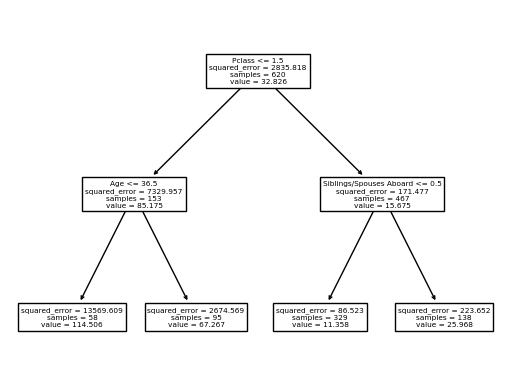 Pclass <= 1.5
squared_error = 2835.818
samples = 620
value = 32.826
Age <= 36.5
squared_error = 7329.957
samples = 153
value = 85.175
Siblings/Spouses Aboard <= 0.5
squared_error = 171.477
samples = 467
value = 15.675
squared_error = 13569.609
samples = 58
value = 114.506
squared_error = 2674.569
samples = 95
value = 67.267
squared_error = 86.523
samples = 329
value = 11.358
squared_error = 223.652
samples = 138
value = 25.968